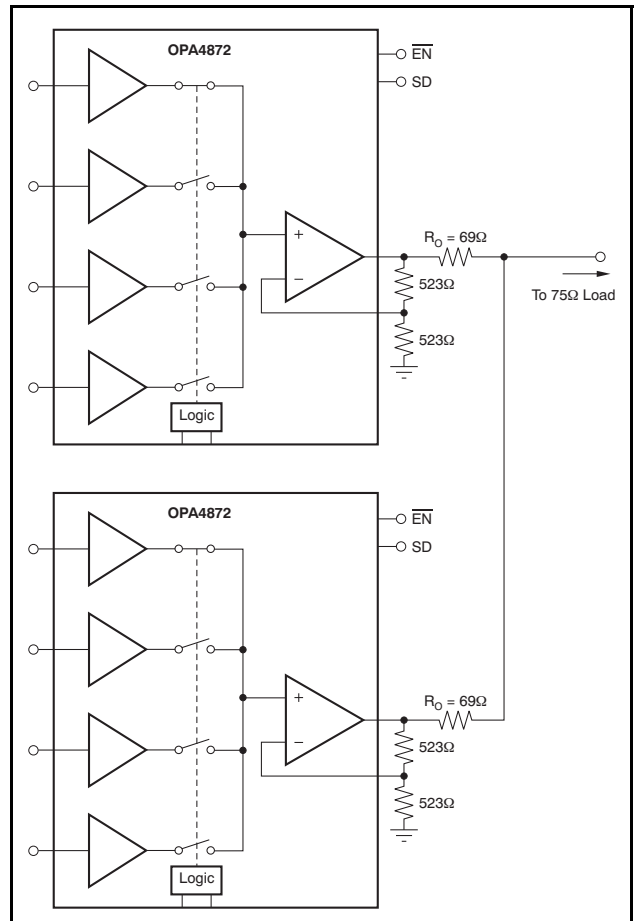 OPA4872
EN
SD
+
−
R_O = 69Ω
523Ω
523Ω
To 75Ω Load
Logic
OPA4872
EN
SD
+
−
R_O = 69Ω
523Ω
523Ω
Logic